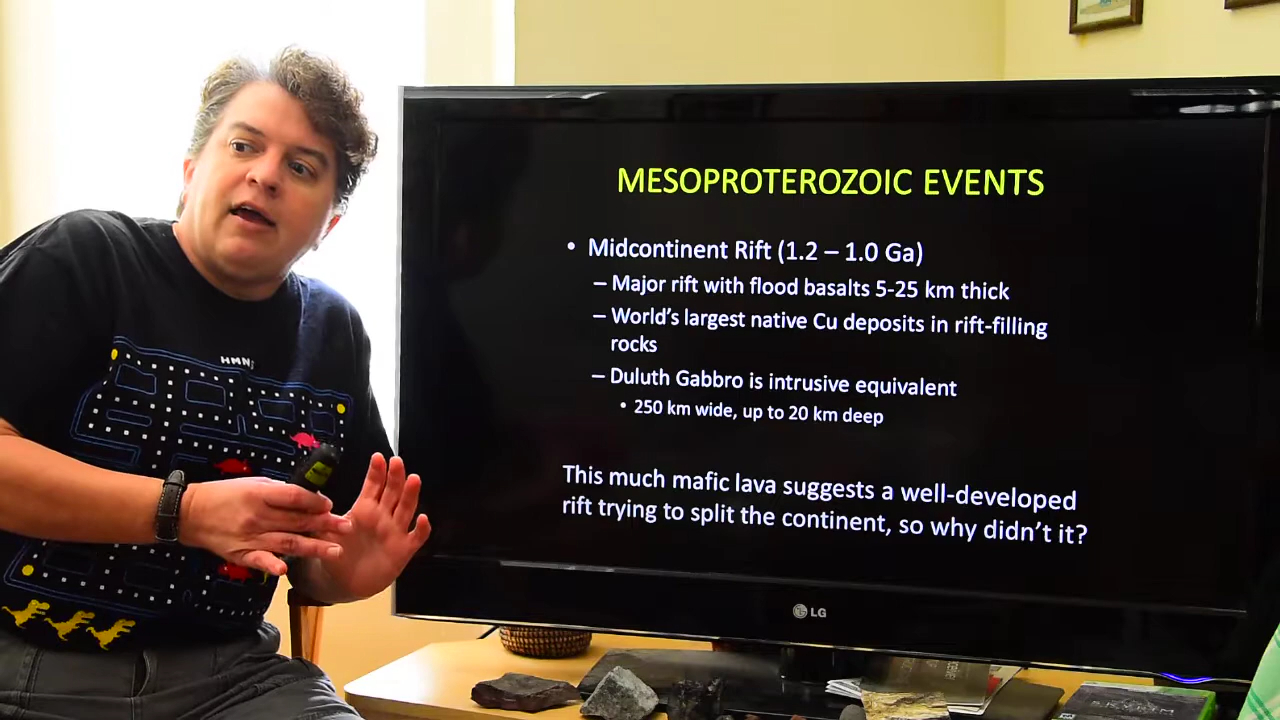 MESOPROTEROZOIC EVENTS
• Midcontinent Rift (1.2 – 1.0 Ga)
– Major rift with flood basalts 5-25 km thick
– World's largest native Cu deposits in rift-filling
rocks
– Duluth Gabbro is intrusive equivalent
• 250 km wide, up to 20 km deep
This much mafic lava suggests a well-developed
rift trying to split the continent, so why didn't it?
LG